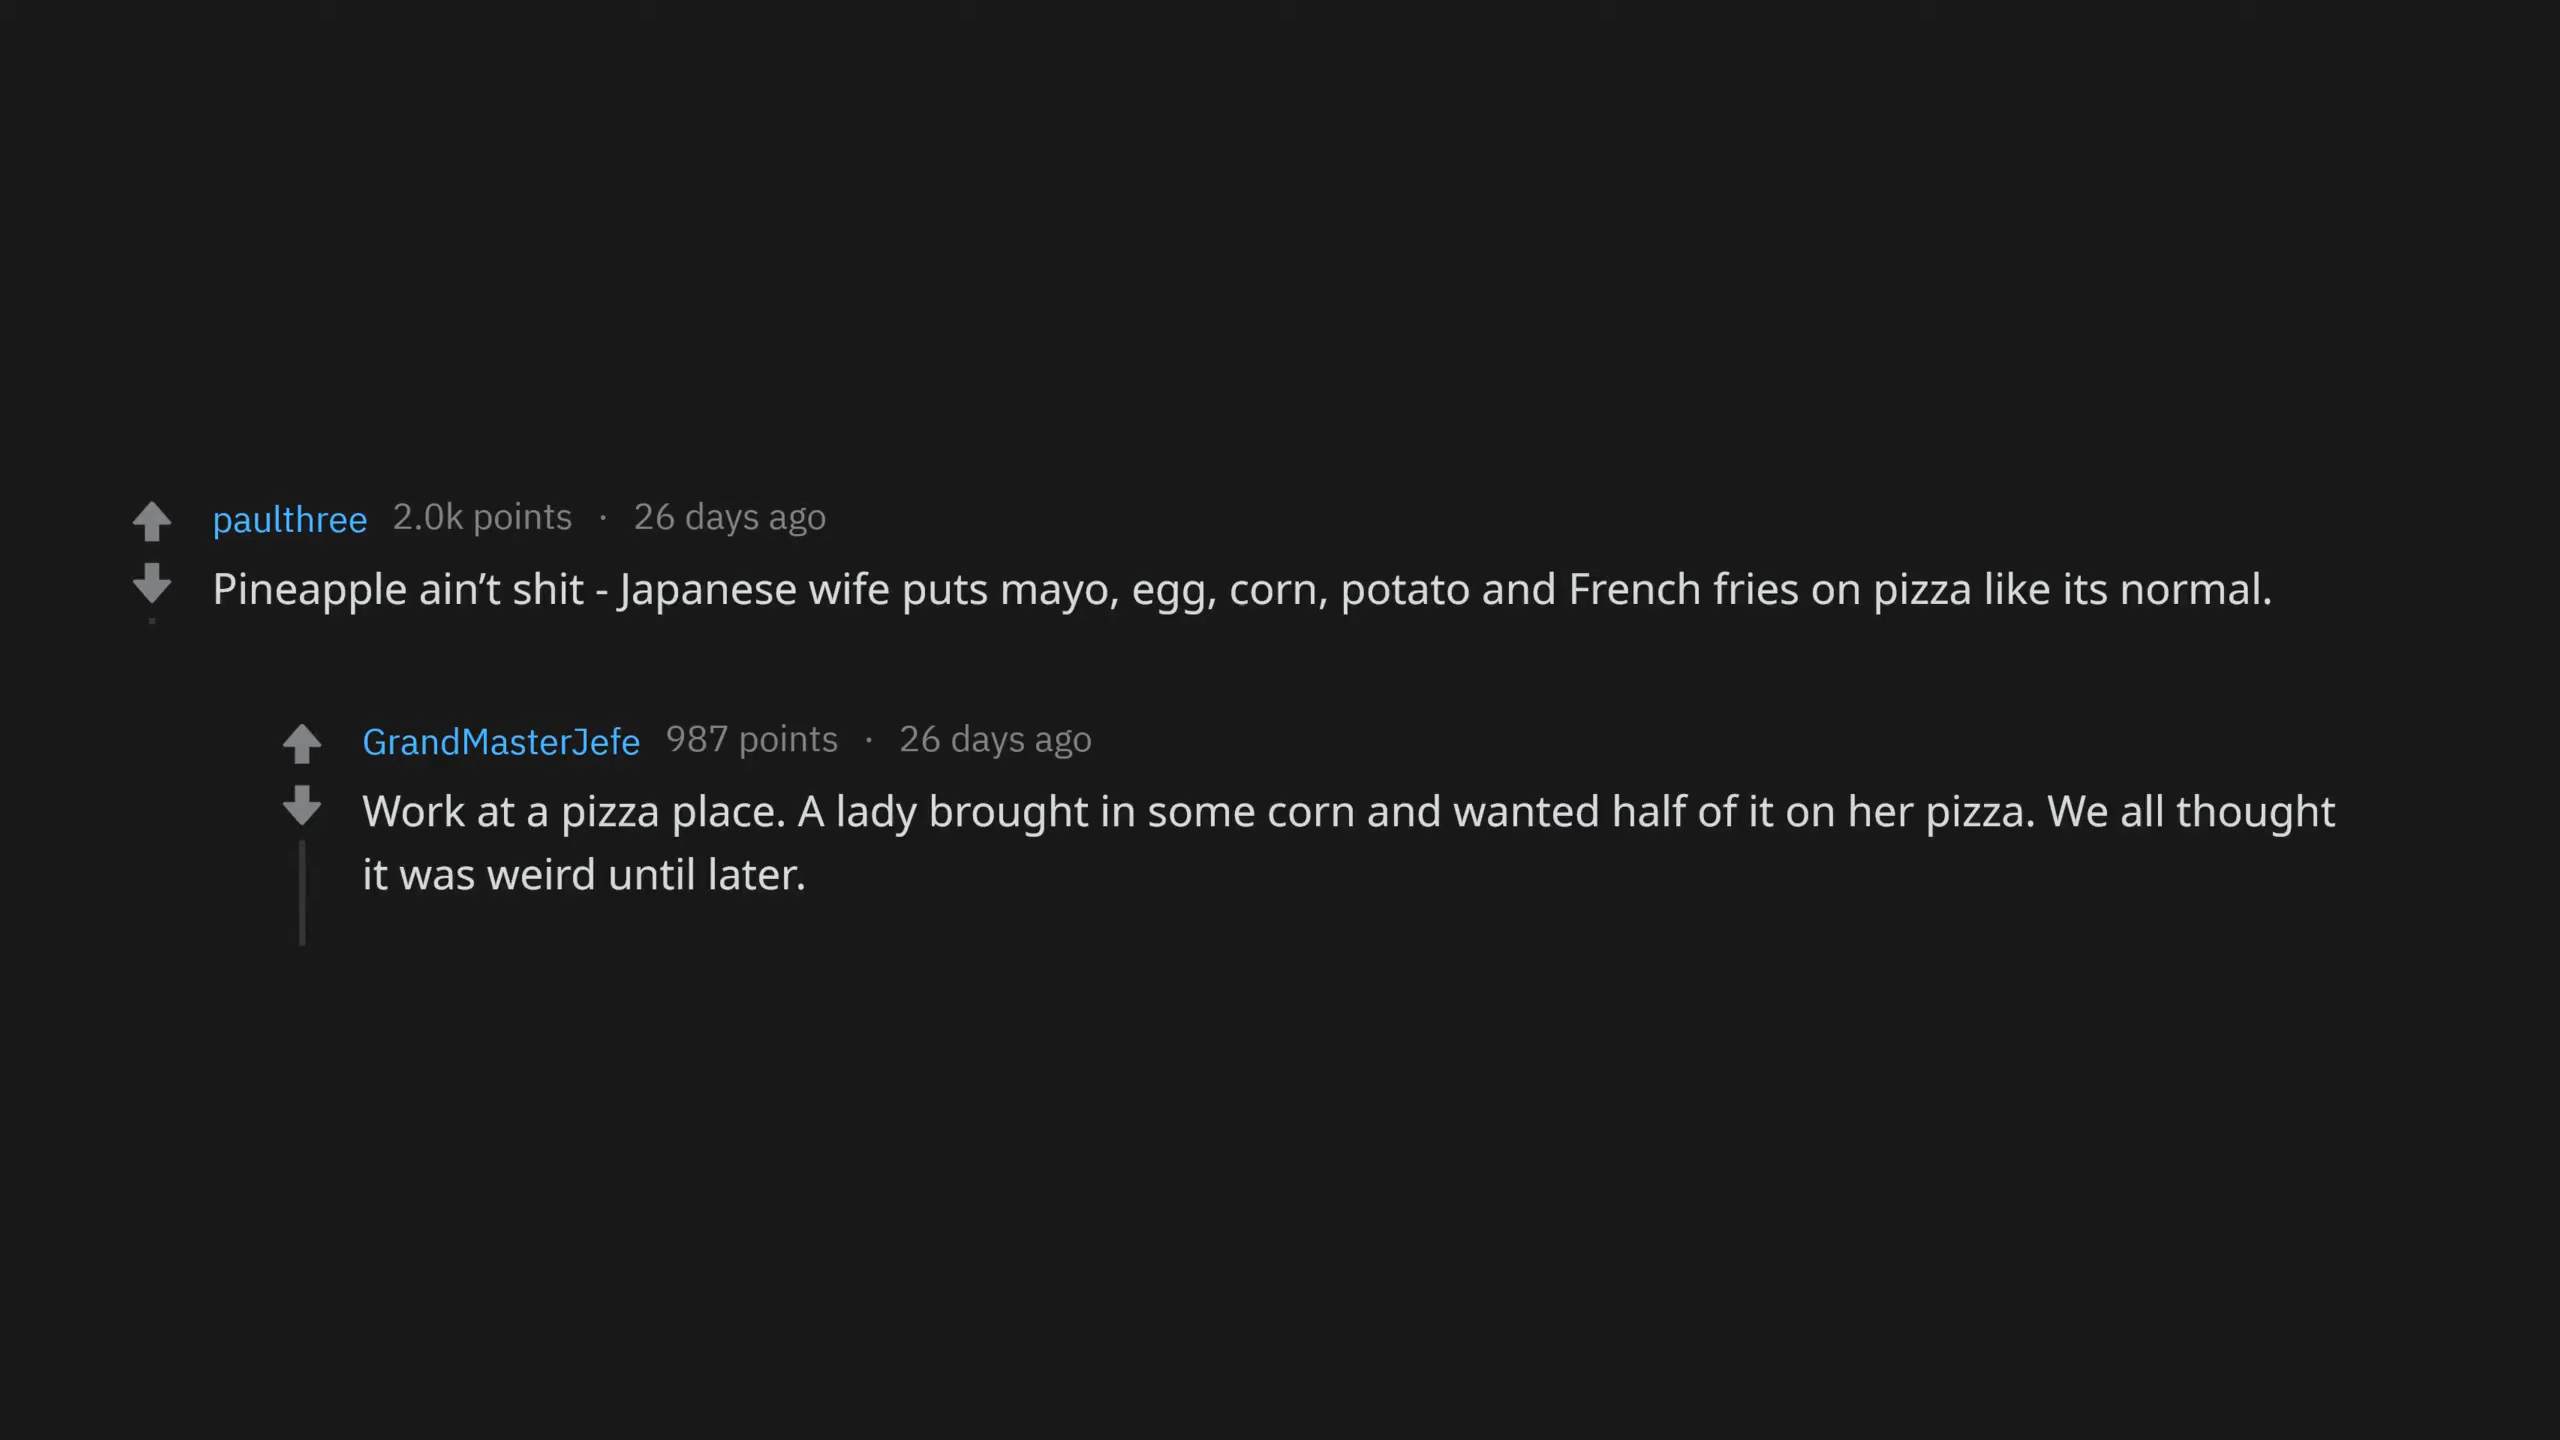 paulthree 2.0k points · 26 days ago
Pineapple ain’t shit - Japanese wife puts mayo, egg, corn, potato and French fries on pizza like its normal.
GrandMasterJefe 987 points · 26 days ago
Work at a pizza place. A lady brought in some corn and wanted half of it on her pizza. We all thought
it was weird until later.